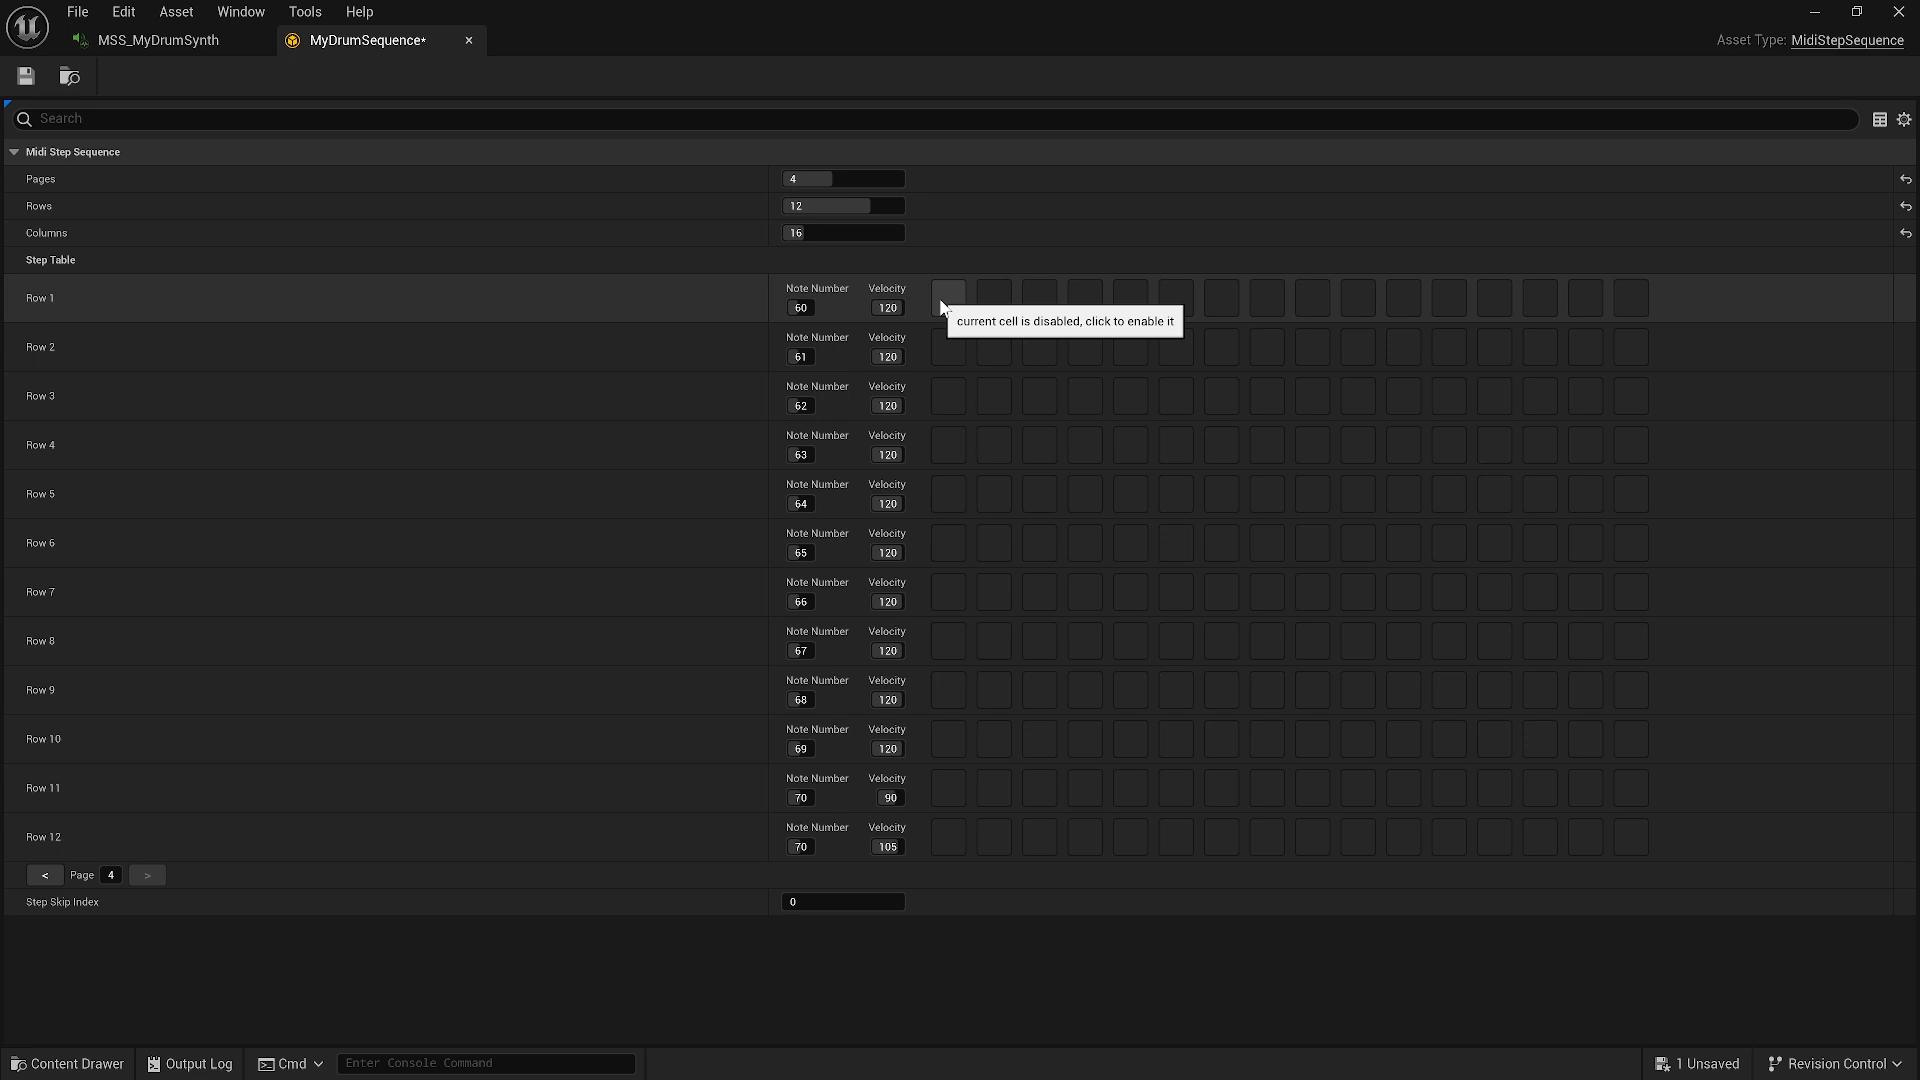 File Edit Asset Window Tools Help
MSS_MyDrumSynth MyDrumSequence* Asset Type: MidiStepSequence
Search
Midi Step Sequence
Pages 4
Rows 12
Columns 16
Step Table
Row 1 Note Number 60 Velocity 120
current cell is disabled, click to enable it
Row 2 Note Number 61 Velocity 120
Row 3 Note Number 62 Velocity 120
Row 4 Note Number 63 Velocity 120
Row 5 Note Number 64 Velocity 120
Row 6 Note Number 65 Velocity 120
Row 7 Note Number 66 Velocity 120
Row 8 Note Number 67 Velocity 120
Row 9 Note Number 68 Velocity 120
Row 10 Note Number 69 Velocity 120
Row 11 Note Number 70 Velocity 90
Row 12 Note Number 70 Velocity 105
< Page 4 >
Step Skip Index 0
Content Drawer Output Log Cmd Enter Console Command 1 Unsaved Revision Control